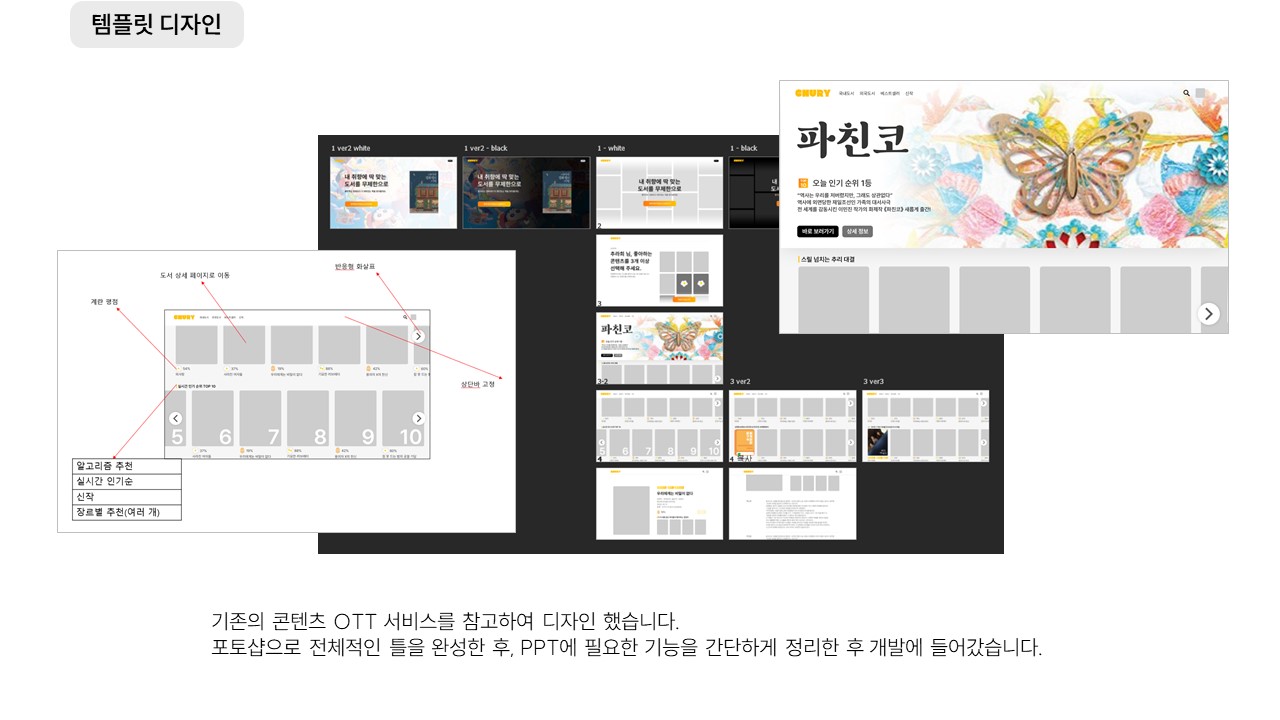 템플릿 디자인
1 ver2 white
1 ver2 - black
1 - white
1 - black
내 취향에 딱 맞는
도서를 무제한으로
내 취향에 딱 맞는
도서를 무제한으로
내 취향에 딱 맞는
도서를 무제한으로
2
추라희 님, 좋아하는
콘텐츠를 3개 이상
선택해 주세요.
3
파친코
3-2
3 ver2
3 ver3
4
4
CHURY
국내도서 외국도서 베스트셀러 신작
파친코
오늘 인기 순위 1등
"역사는 우리를 저버렸지만, 그래도 상관없다"
역사에 외면당한 재일조선인 가족의 대서사극
전 세계를 감동시킨 이민진 작가의 화제작 《파친코》 새롭게 출간!
바로 보러가기
상세 정보
스릴 넘치는 추리 대결
도서 상세 페이지로 이동
반응형 화살표
계란 평점
상단바 고정
CHURY
실시간 인기 순위 TOP 10
5 6 7 8 9 10
알고리즘 추천
실시간 인기순
신작
장르별 추천(여러 개)
기존의 콘텐츠 OTT 서비스를 참고하여 디자인 했습니다.
포토샵으로 전체적인 틀을 완성한 후, PPT에 필요한 기능을 간단하게 정리한 후 개발에 들어갔습니다.